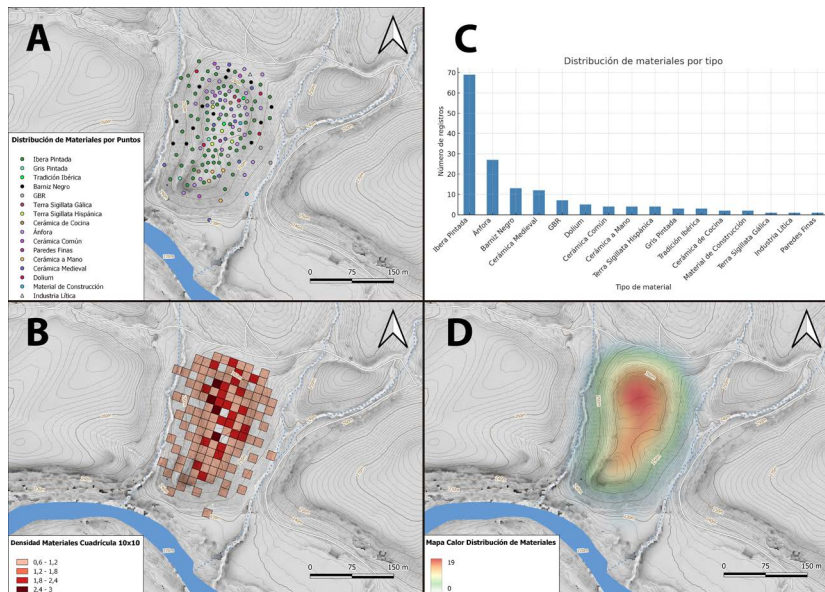 A
Distribución de Materiales por Puntos
Ibera Pintada
Gris Pintada
Tradición Ibérica
Barniz Negro
GBR
Terra Sigillata Gálica
Terra Sigillata Hispánica
Cerámica de Cocina
Ánfora
Cerámica Común
Paredes Finas
Cerámica a Mano
Cerámica Medieval
Dolium
Material de Construcción
Industria Lítica
0 75 150 m
C
Distribución de materiales por tipo
Número de registros
70
60
50
40
30
20
10
0
Ibera Pintada
Ánfora
Barniz Negro
Cerámica Medieval
GBR
Dolium
Cerámica Común
Cerámica a Mano
Terra Sigillata Hispánica
Gris Pintada
Tradición Ibérica
Cerámica de Cocina
Material de Construcción
Terra Sigillata Gálica
Industria Lítica
Paredes Finas
Tipo de material
B
Densidad Materiales Cuadrícula 10x10
0,6 - 1,2
1,2 - 1,8
1,8 - 2,4
2,4 - 3
0 75 150 m
D
Mapa Calor Distribución de Materiales
19
0
0 75 150 m